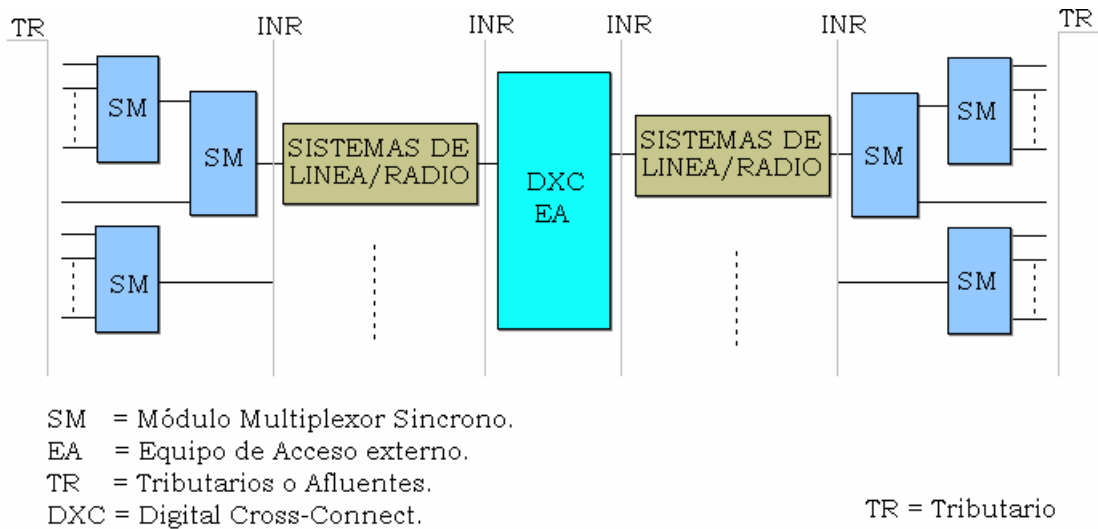 TR
INR
INR
INR
INR
TR
SM
SM
SISTEMAS DE
LINEA/RADIO
DXC
EA
SISTEMAS DE
LINEA/RADIO
SM
SM
SM
SM
SM = Módulo Multiplexor Sincrono.
EA = Equipo de Acceso externo.
TR = Tributarios o Afluentes.
DXC = Digital Cross-Connect.
TR = Tributario